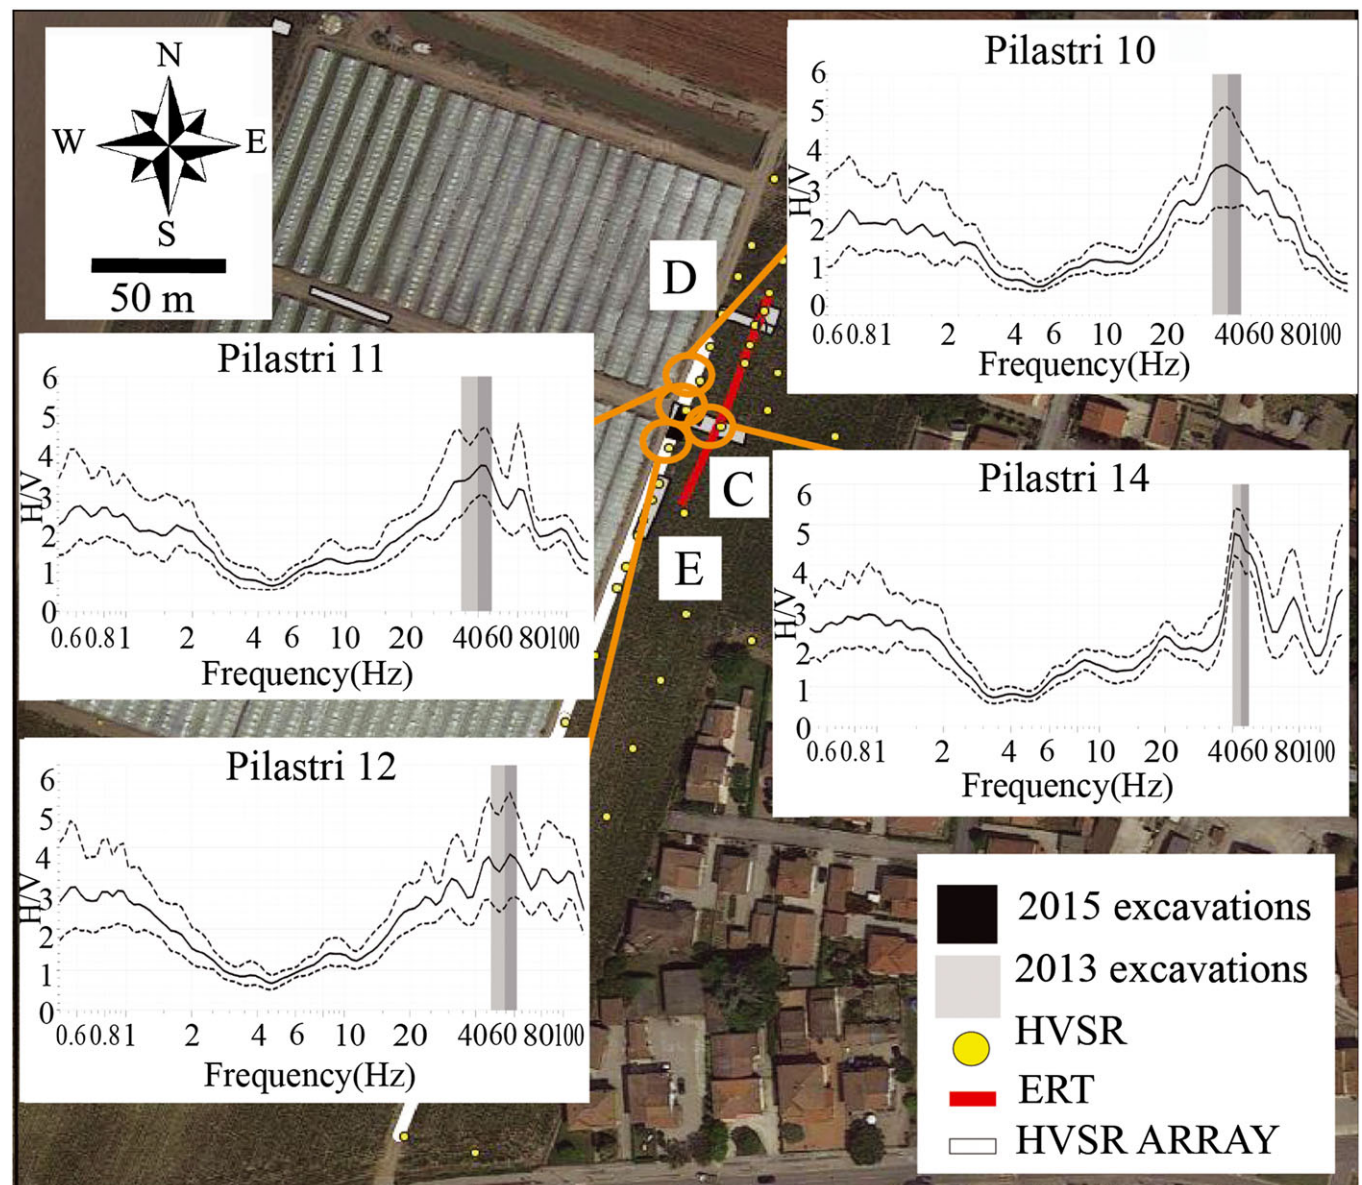 N
W E
S
50 m
Pilastri 10
6
5
4
3
2
1
0
H/V
0.6 0.8 1 2 4 6 10 20 40 60 80 100
Frequency(Hz)
D
Pilastri 11
6
5
4
3
2
1
0
H/V
0.6 0.8 1 2 4 6 10 20 40 60 80 100
Frequency(Hz)
C
E
Pilastri 14
6
5
4
3
2
1
0
H/V
0.6 0.8 1 2 4 6 10 20 40 60 80 100
Frequency(Hz)
Pilastri 12
6
5
4
3
2
1
0
H/V
0.6 0.8 1 2 4 6 10 20 40 60 80 100
Frequency(Hz)
2015 excavations
2013 excavations
HVSR
ERT
HVSR ARRAY